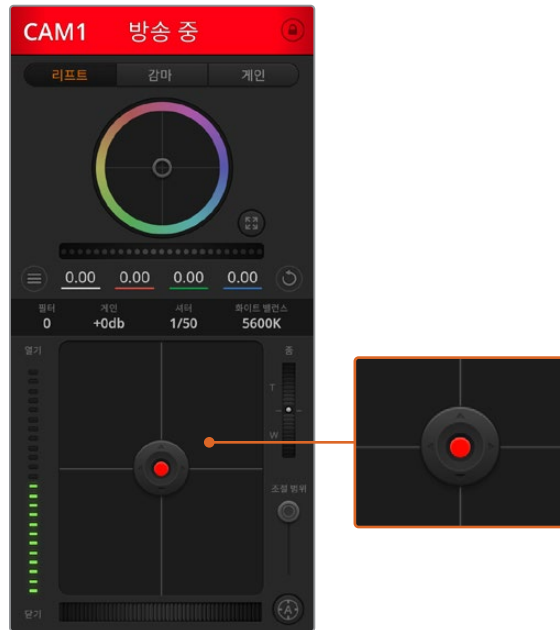 CAM1 방송 중
리프트 감마 게인
0.00 0.00 0.00 0.00
필터 게인 셔터 화이트 밸런스
0 +0db 1/50 5600K
열기 줌
T
W
조절 범위
닫기 A